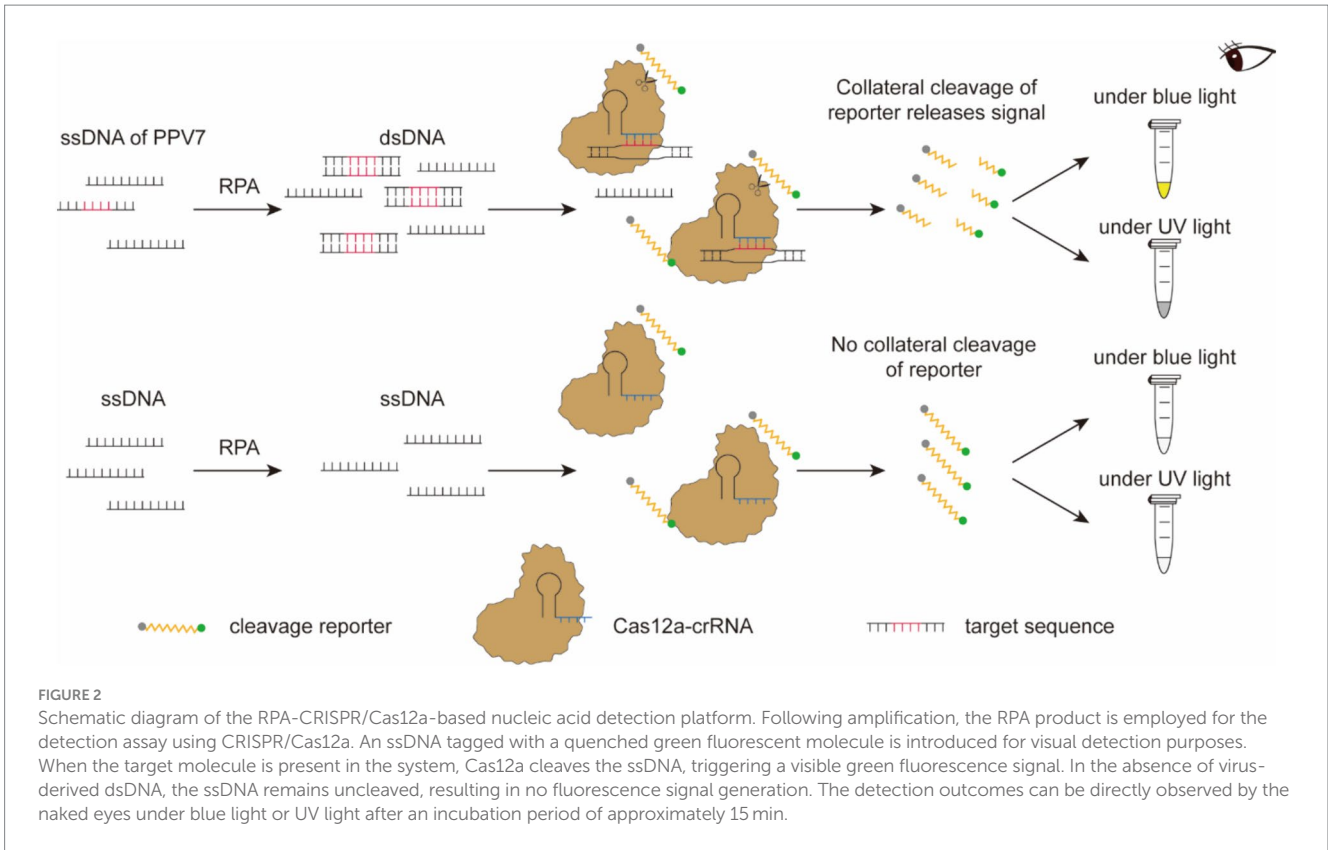 Collateral cleavage of
reporter releases signal
under blue light
ssDNA of PPV7
dsDNA
RPA
under UV light
No collateral cleavage
of reporter
under blue light
ssDNA
ssDNA
RPA
under UV light
cleavage reporter
Cas12a-crRNA
target sequence
FIGURE 2
Schematic diagram of the RPA-CRISPR/Cas12a-based nucleic acid detection platform. Following amplification, the RPA product is employed for the
detection assay using CRISPR/Cas12a. An ssDNA tagged with a quenched green fluorescent molecule is introduced for visual detection purposes.
When the target molecule is present in the system, Cas12a cleaves the ssDNA, triggering a visible green fluorescence signal. In the absence of virus-
derived dsDNA, the ssDNA remains uncleaved, resulting in no fluorescence signal generation. The detection outcomes can be directly observed by the
naked eyes under blue light or UV light after an incubation period of approximately 15 min.